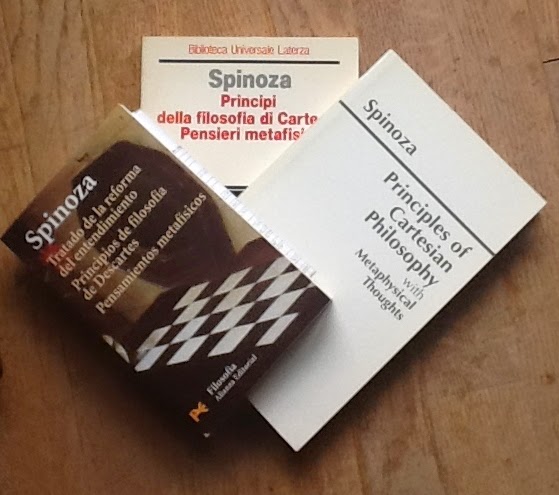 Biblioteca Universale Laterza
Spinoza
Principi
della filosofia di Carte
Pensieri metafisi
Spinoza
Tratado de la reforma
del entendimiento
Principios de filosofía
de Descartes
Pensamientos metafísicos
Filosofía
Alianza Editorial
Spinoza
Principles of
Cartesian
Philosophy
with
Metaphysical
Thoughts